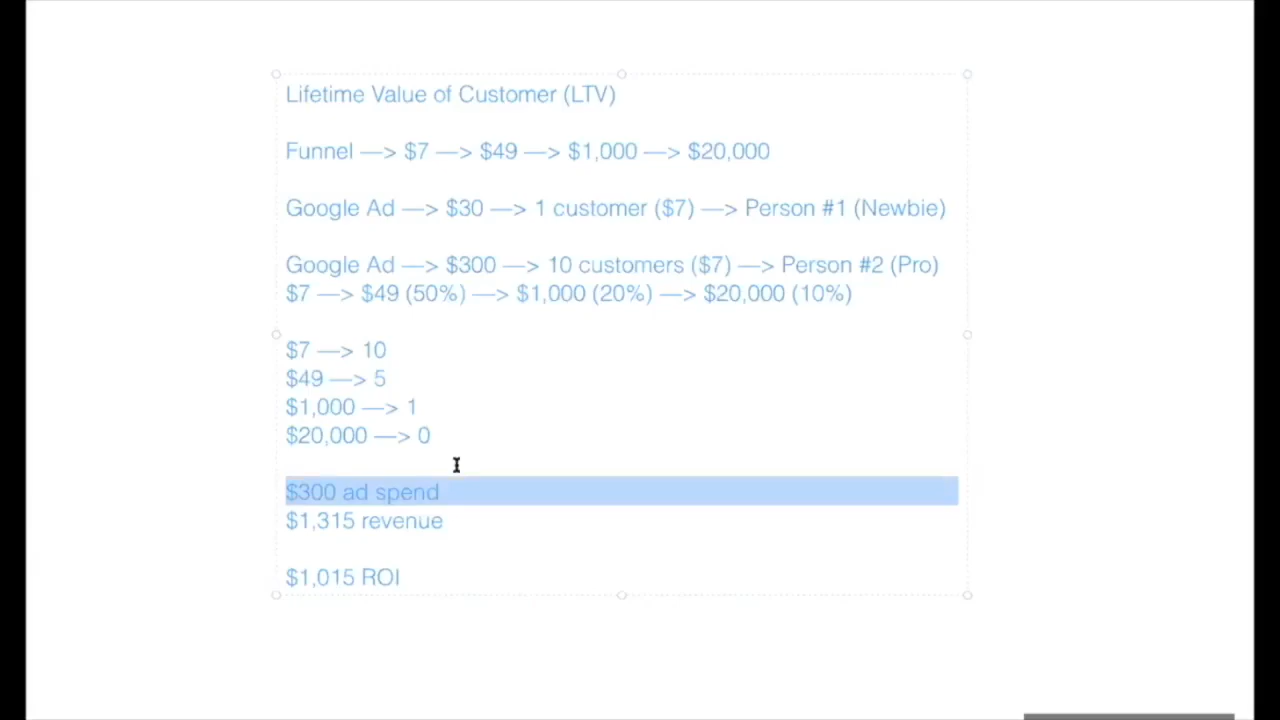 Lifetime Value of Customer (LTV)
Funnel —> $7 —> $49 —> $1,000 —> $20,000
Google Ad —> $30 —> 1 customer ($7) —> Person #1 (Newbie)
Google Ad —> $300 —> 10 customers ($7) —> Person #2 (Pro)
$7 —> $49 (50%) —> $1,000 (20%) —> $20,000 (10%)
$7 —> 10
$49 —> 5
$1,000 —> 1
$20,000 —> 0
$300 ad spend
$1,315 revenue
$1,015 ROI